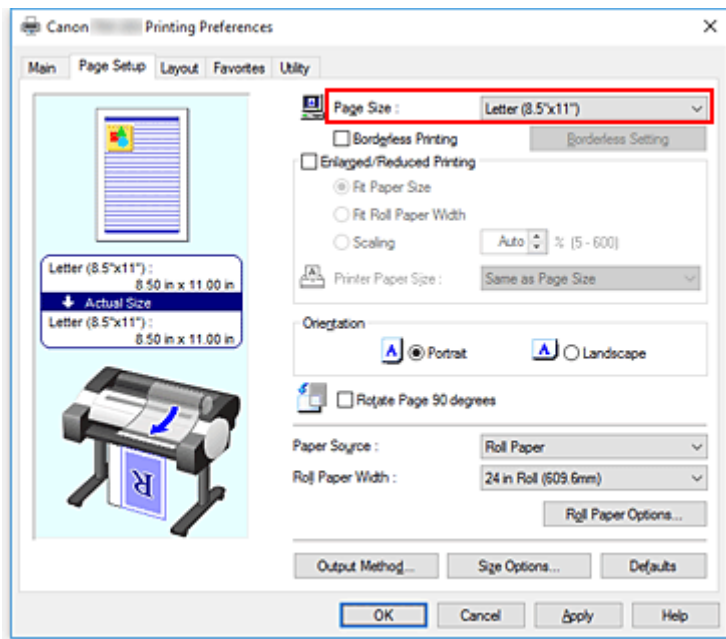 Canon Printing Preferences
Main Page Setup Layout Favorites Utility
Page Size : Letter (8.5"x11")
Borderless Printing Borderless Setting
Enlarged/Reduced Printing
Fit Paper Size
Fit Roll Paper Width
Scaling Auto % (5 - 600)
Printer Paper Size : Same as Page Size
Letter (8.5"x11") :
8.50 in x 11.00 in
Actual Size
Letter (8.5"x11") :
8.50 in x 11.00 in
Orientation
A Portrait A Landscape
Rotate Page 90 degrees
R
Paper Source : Roll Paper
Roll Paper Width : 24 in Roll (609.6mm)
Roll Paper Options...
Output Method... Size Options... Defaults
OK Cancel Apply Help